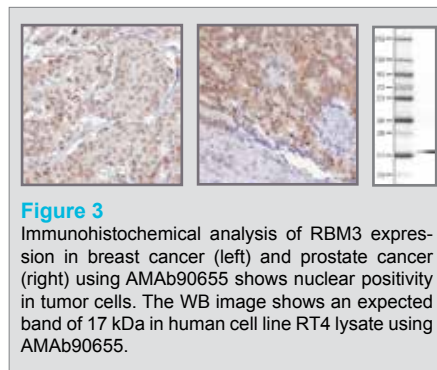 Figure 3
Immunohistochemical analysis of RBM3 expres-
sion in breast cancer (left) and prostate cancer
(right) using AMAb90655 shows nuclear positivity
in tumor cells. The WB image shows an expected
band of 17 kDa in human cell line RT4 lysate using
AMAb90655.